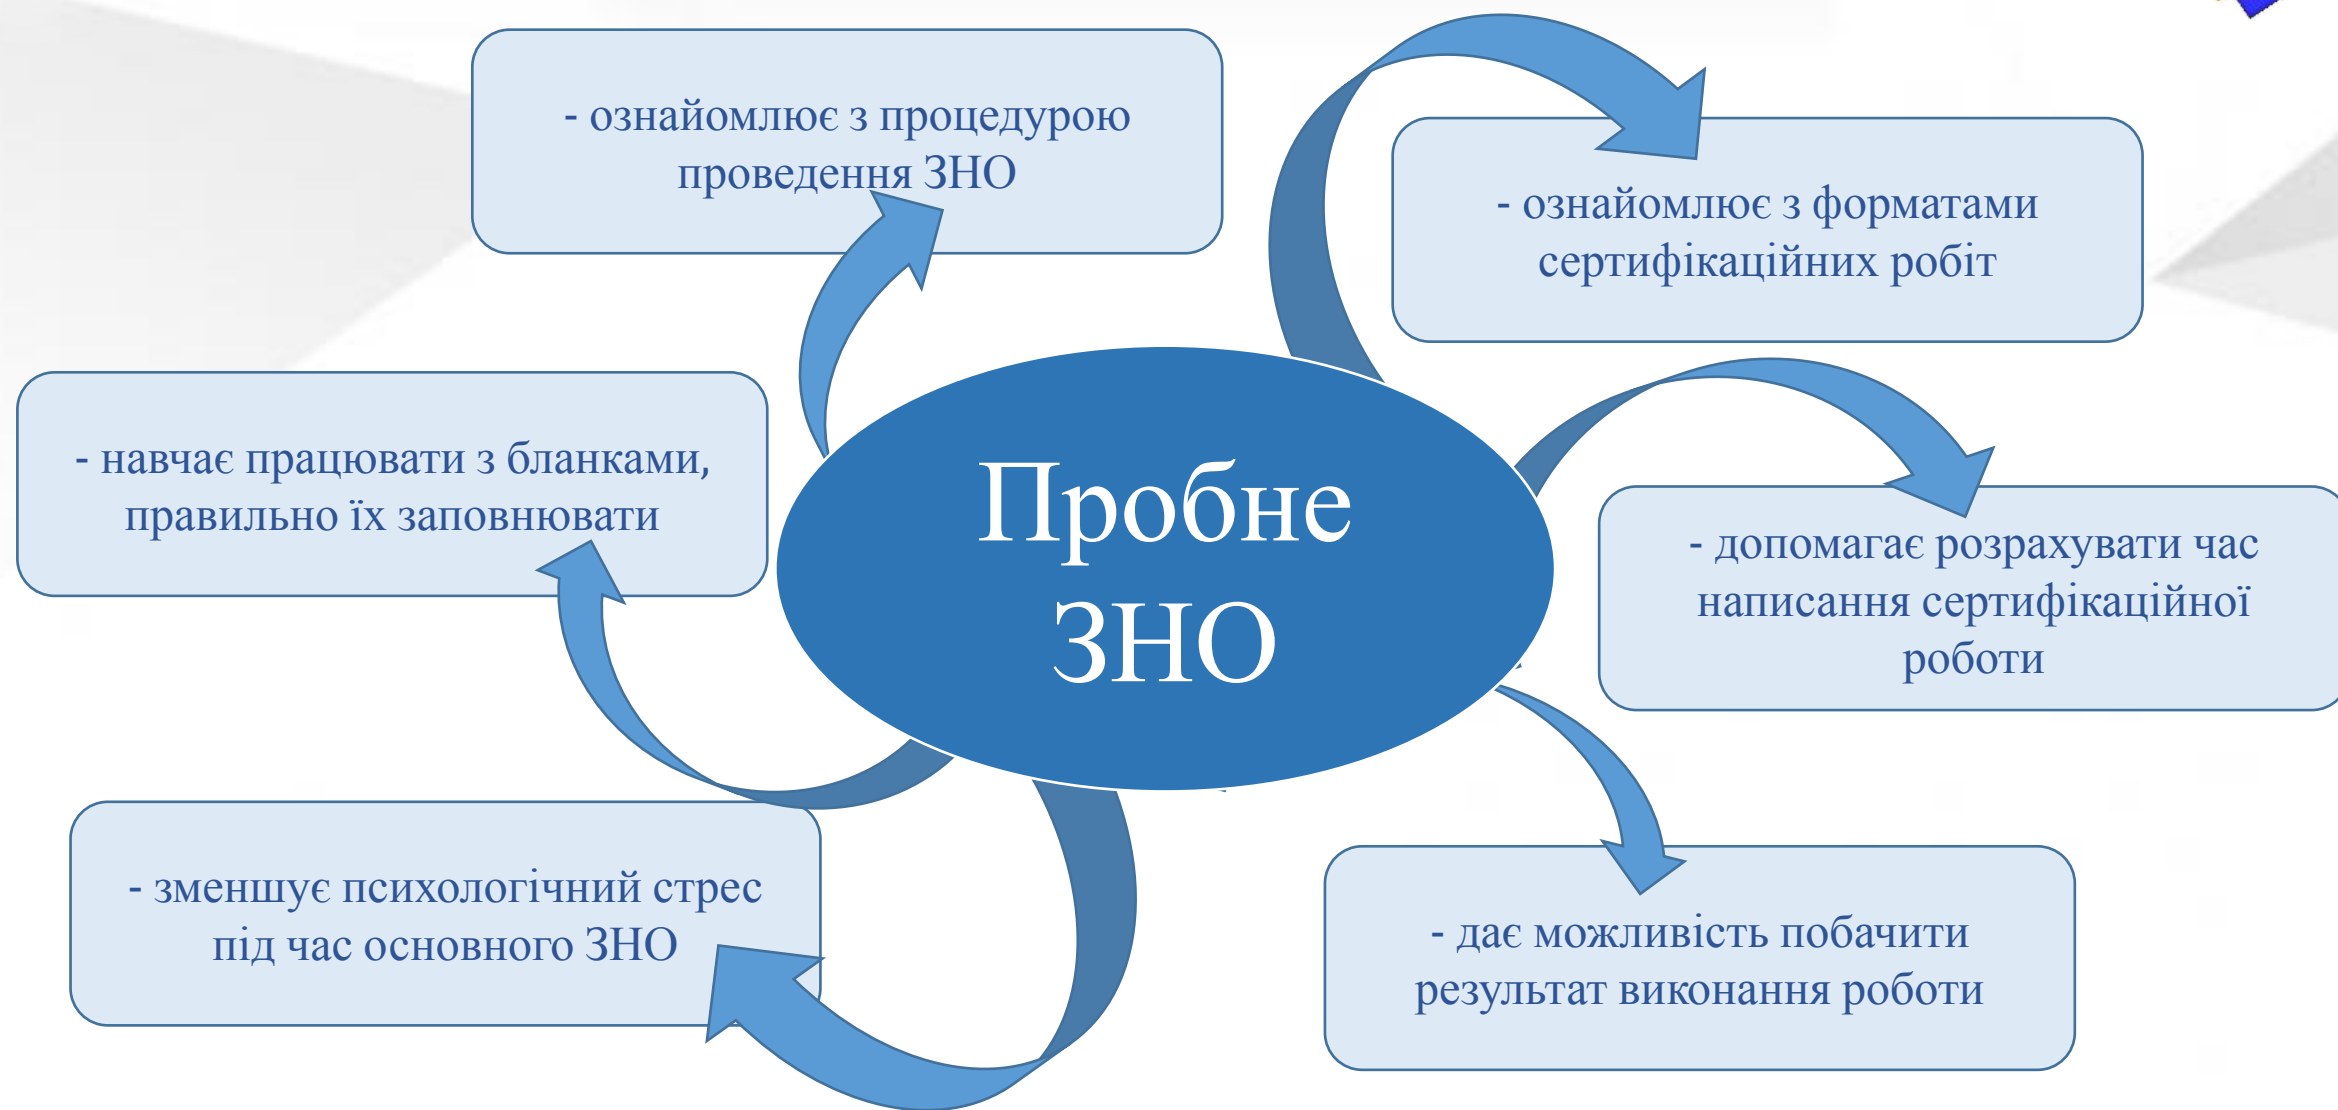 - ознайомлює з процедурою
проведення ЗНО
- ознайомлює з форматами
сертифікаційних робіт
- навчає працювати з бланками,
правильно їх заповнювати
Пробне
ЗНО
- допомагає розрахувати час
написання сертифікаційної
роботи
- зменшує психологічний стрес
під час основного ЗНО
- дає можливість побачити
результат виконання роботи